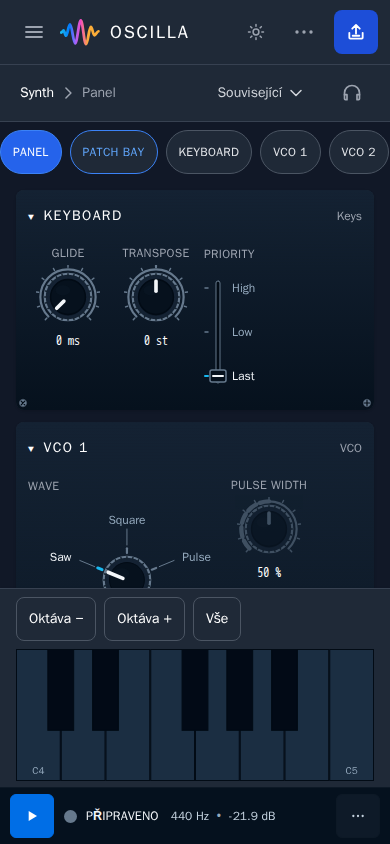 OSCILLA
Synth > Panel
Související
PANEL
PATCH BAY
KEYBOARD
VCO 1
VCO 2
KEYBOARD
Keys
GLIDE
TRANSPOSE
PRIORITY
High
Low
Last
0 ms
0 st
VCO 1
VCO
WAVE
PULSE WIDTH
Square
Saw
Pulse
50 %
Oktáva −
Oktáva +
Vše
C4
C5
PŘIPRAVENO
440 Hz • -21.9 dB